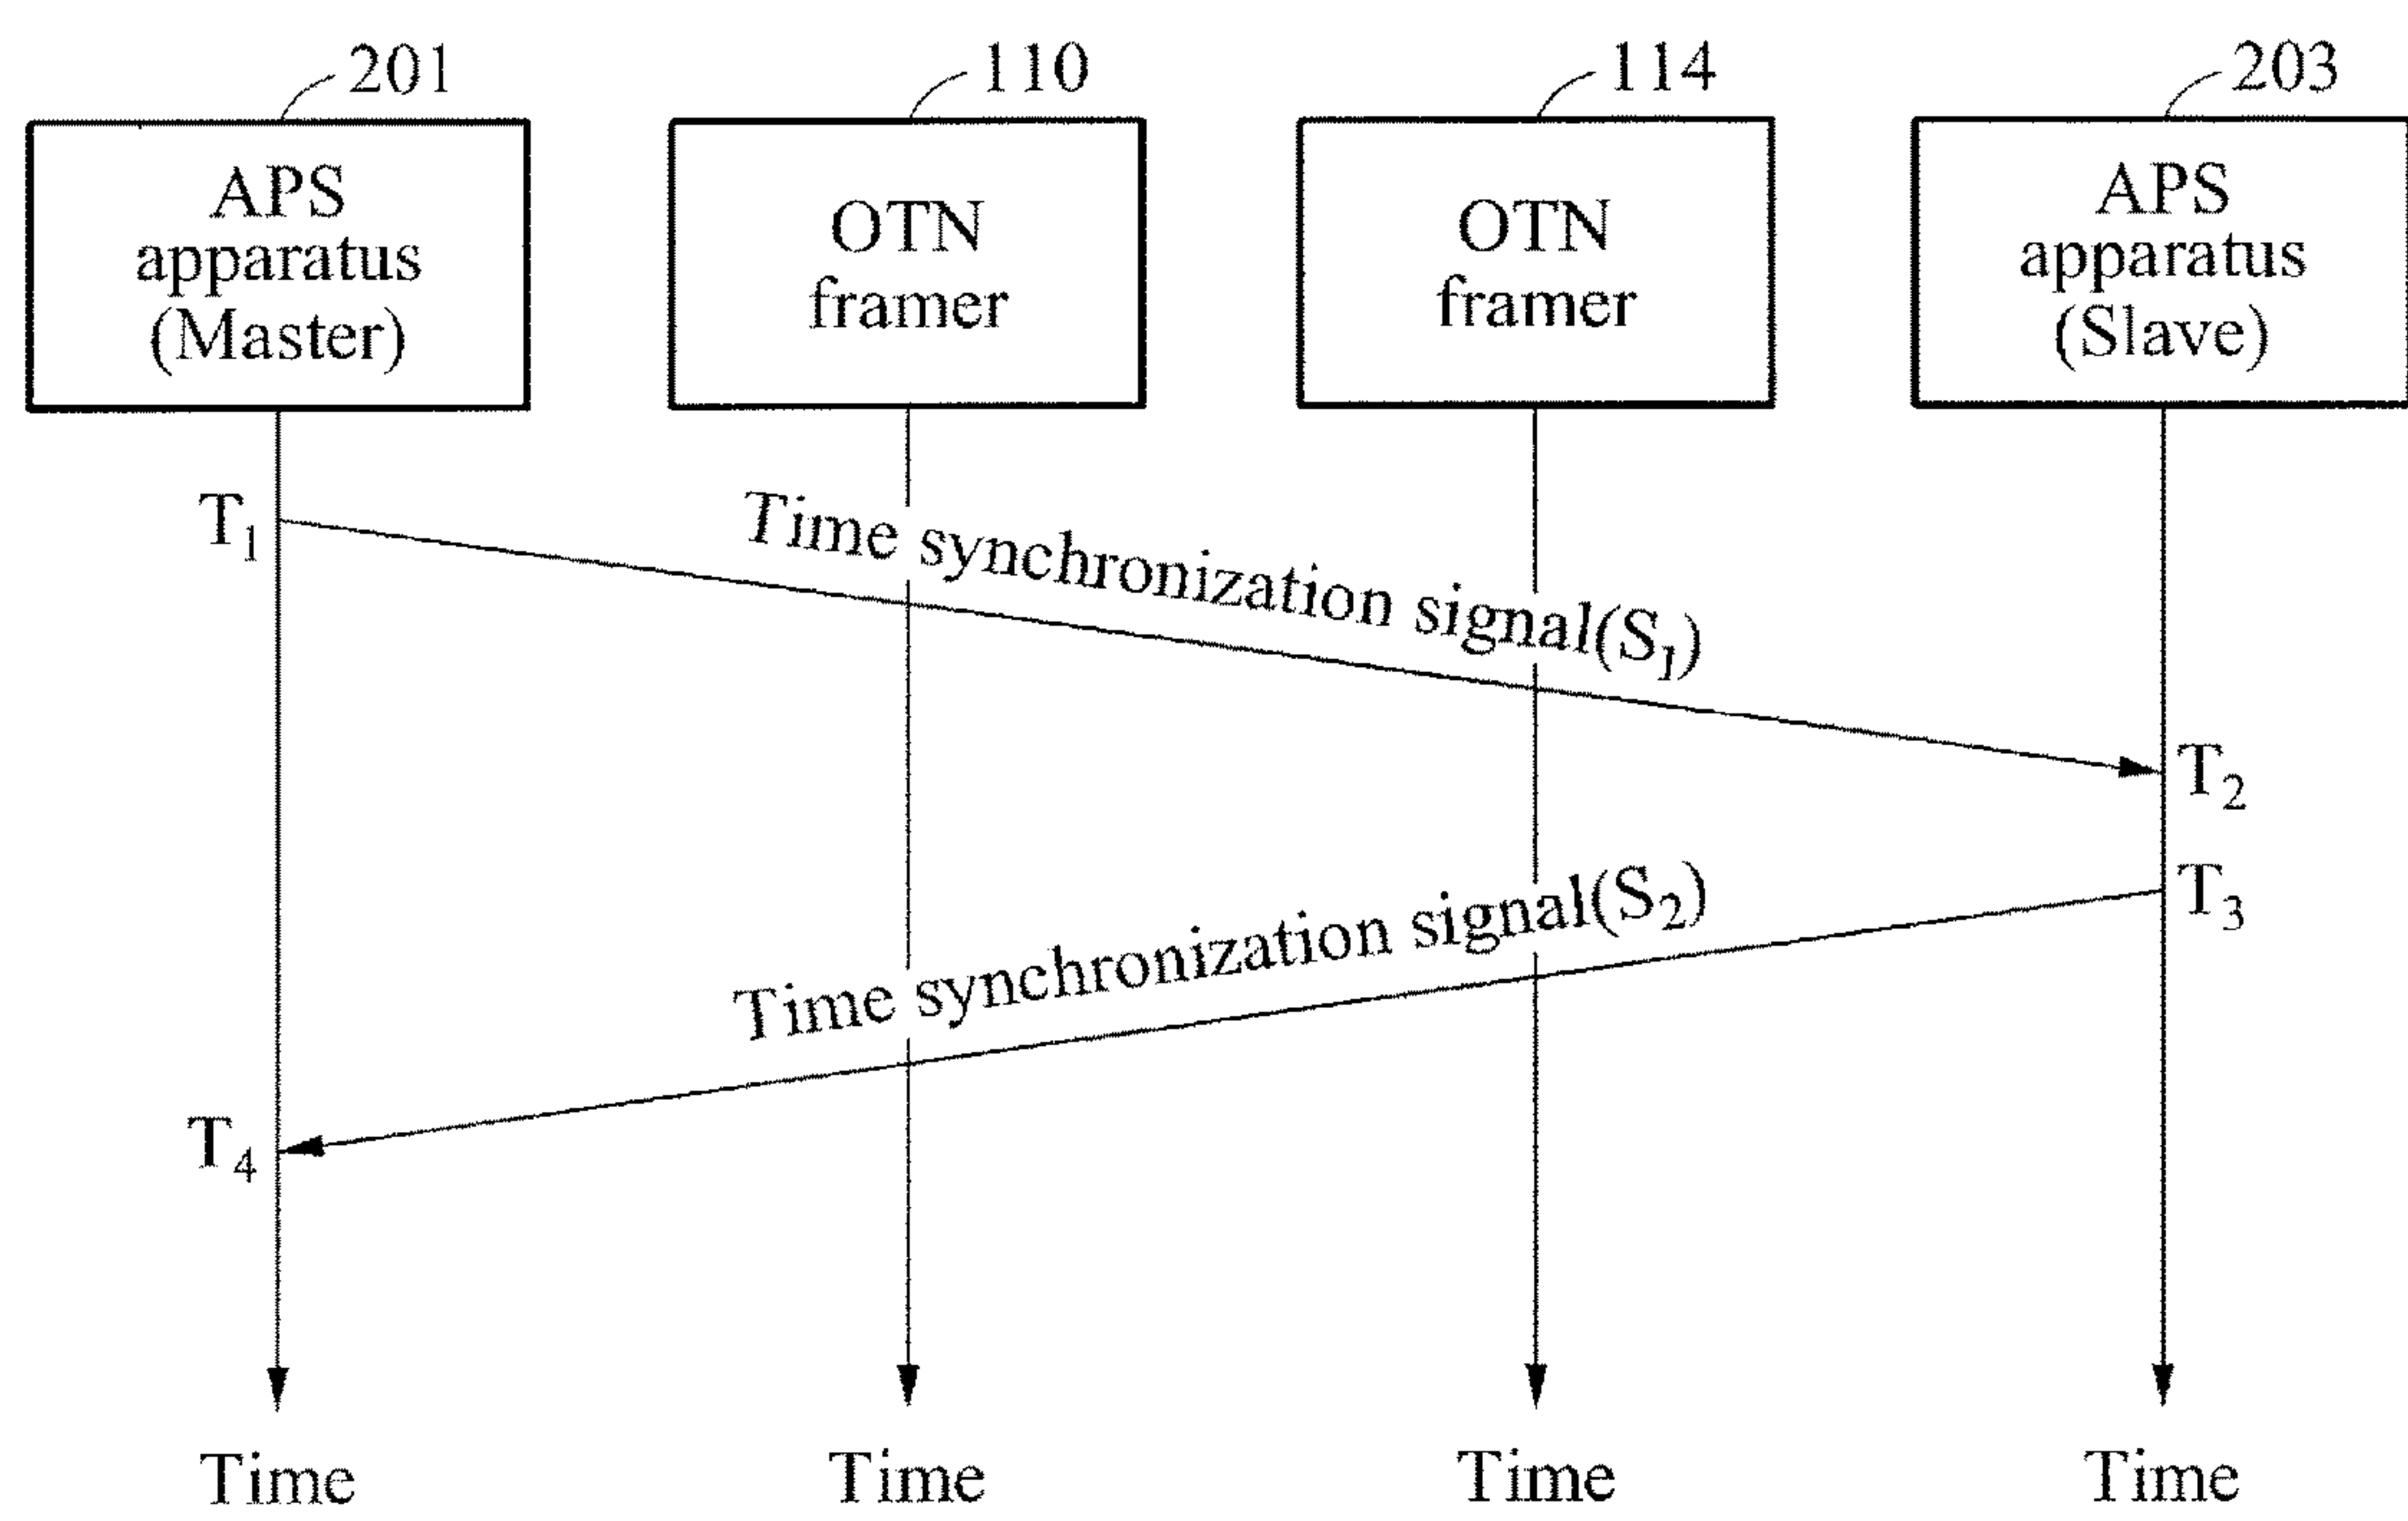 201
110
114
203
APS
apparatus
(Master)
OTN
framer
OTN
framer
APS
apparatus
(Slave)
T1
Time synchronization signal(S1)
T2
T3
Time synchronization signal(S2)
T4
Time
Time
Time
Time